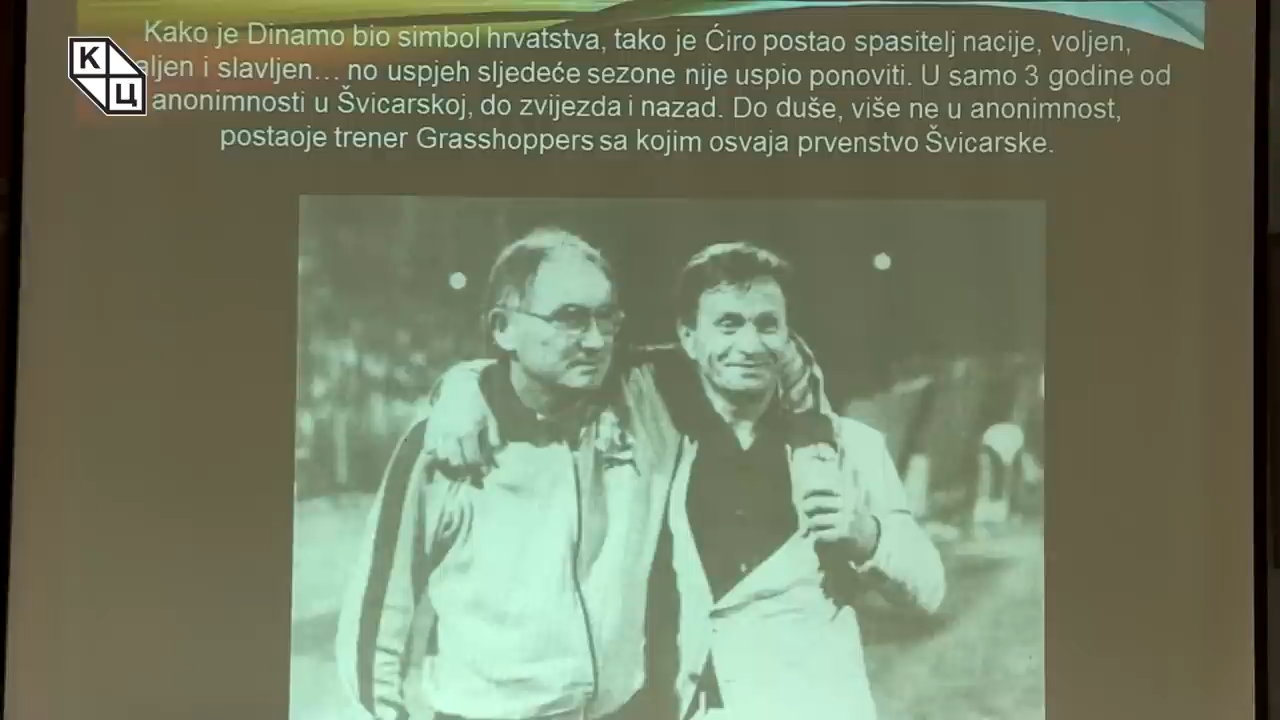 Kako je Dinamo bio simbol hrvatstva, tako je Ćiro postao spasitelj nacije, voljen,
i slavljen... no uspjeh sljedeće sezone nije uspio ponoviti. U samo 3 godine od
anonimnosti u Švicarskoj, do zvijezda i nazad. Do duše, više ne u anonimnost,
postaoje trener Grasshoppers sa kojim osvaja prvenstvo Švicarske.
К
Ц